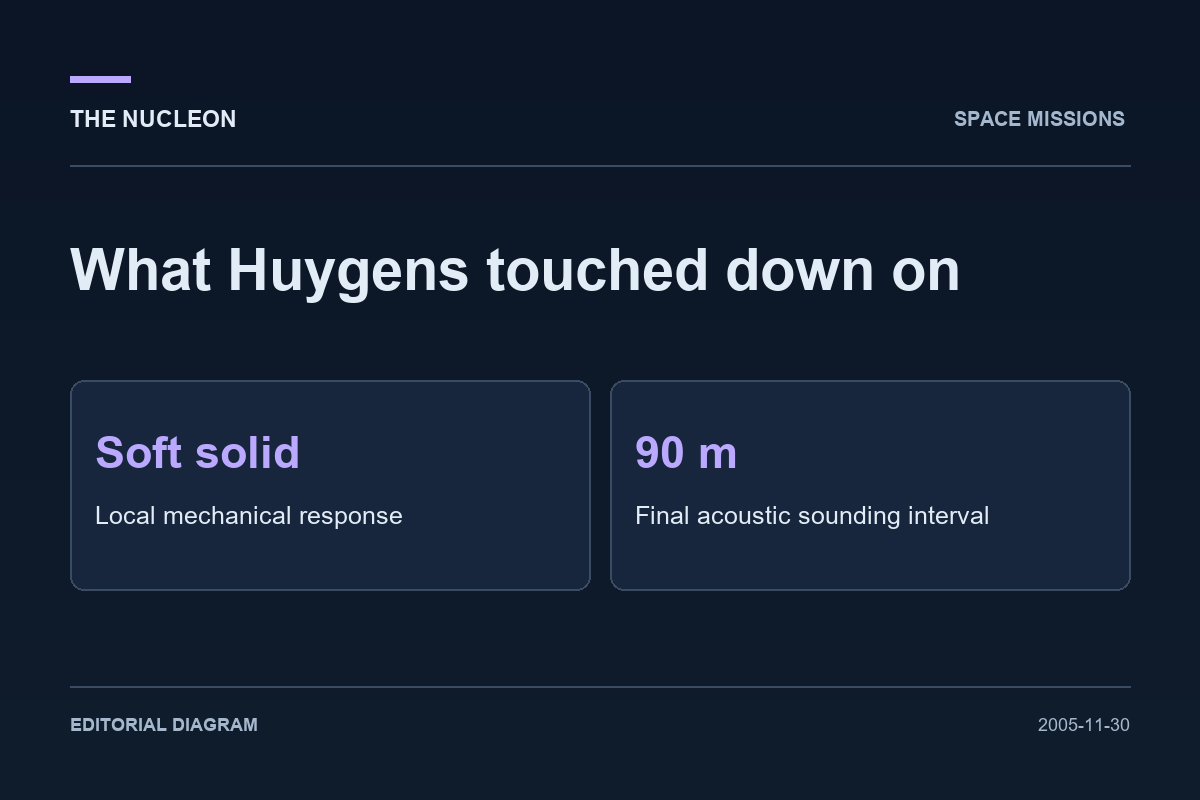 THE NUCLEON
SPACE MISSIONS
What Huygens touched down on
Soft solid
Local mechanical response
90 m
Final acoustic sounding interval
EDITORIAL DIAGRAM
2005-11-30